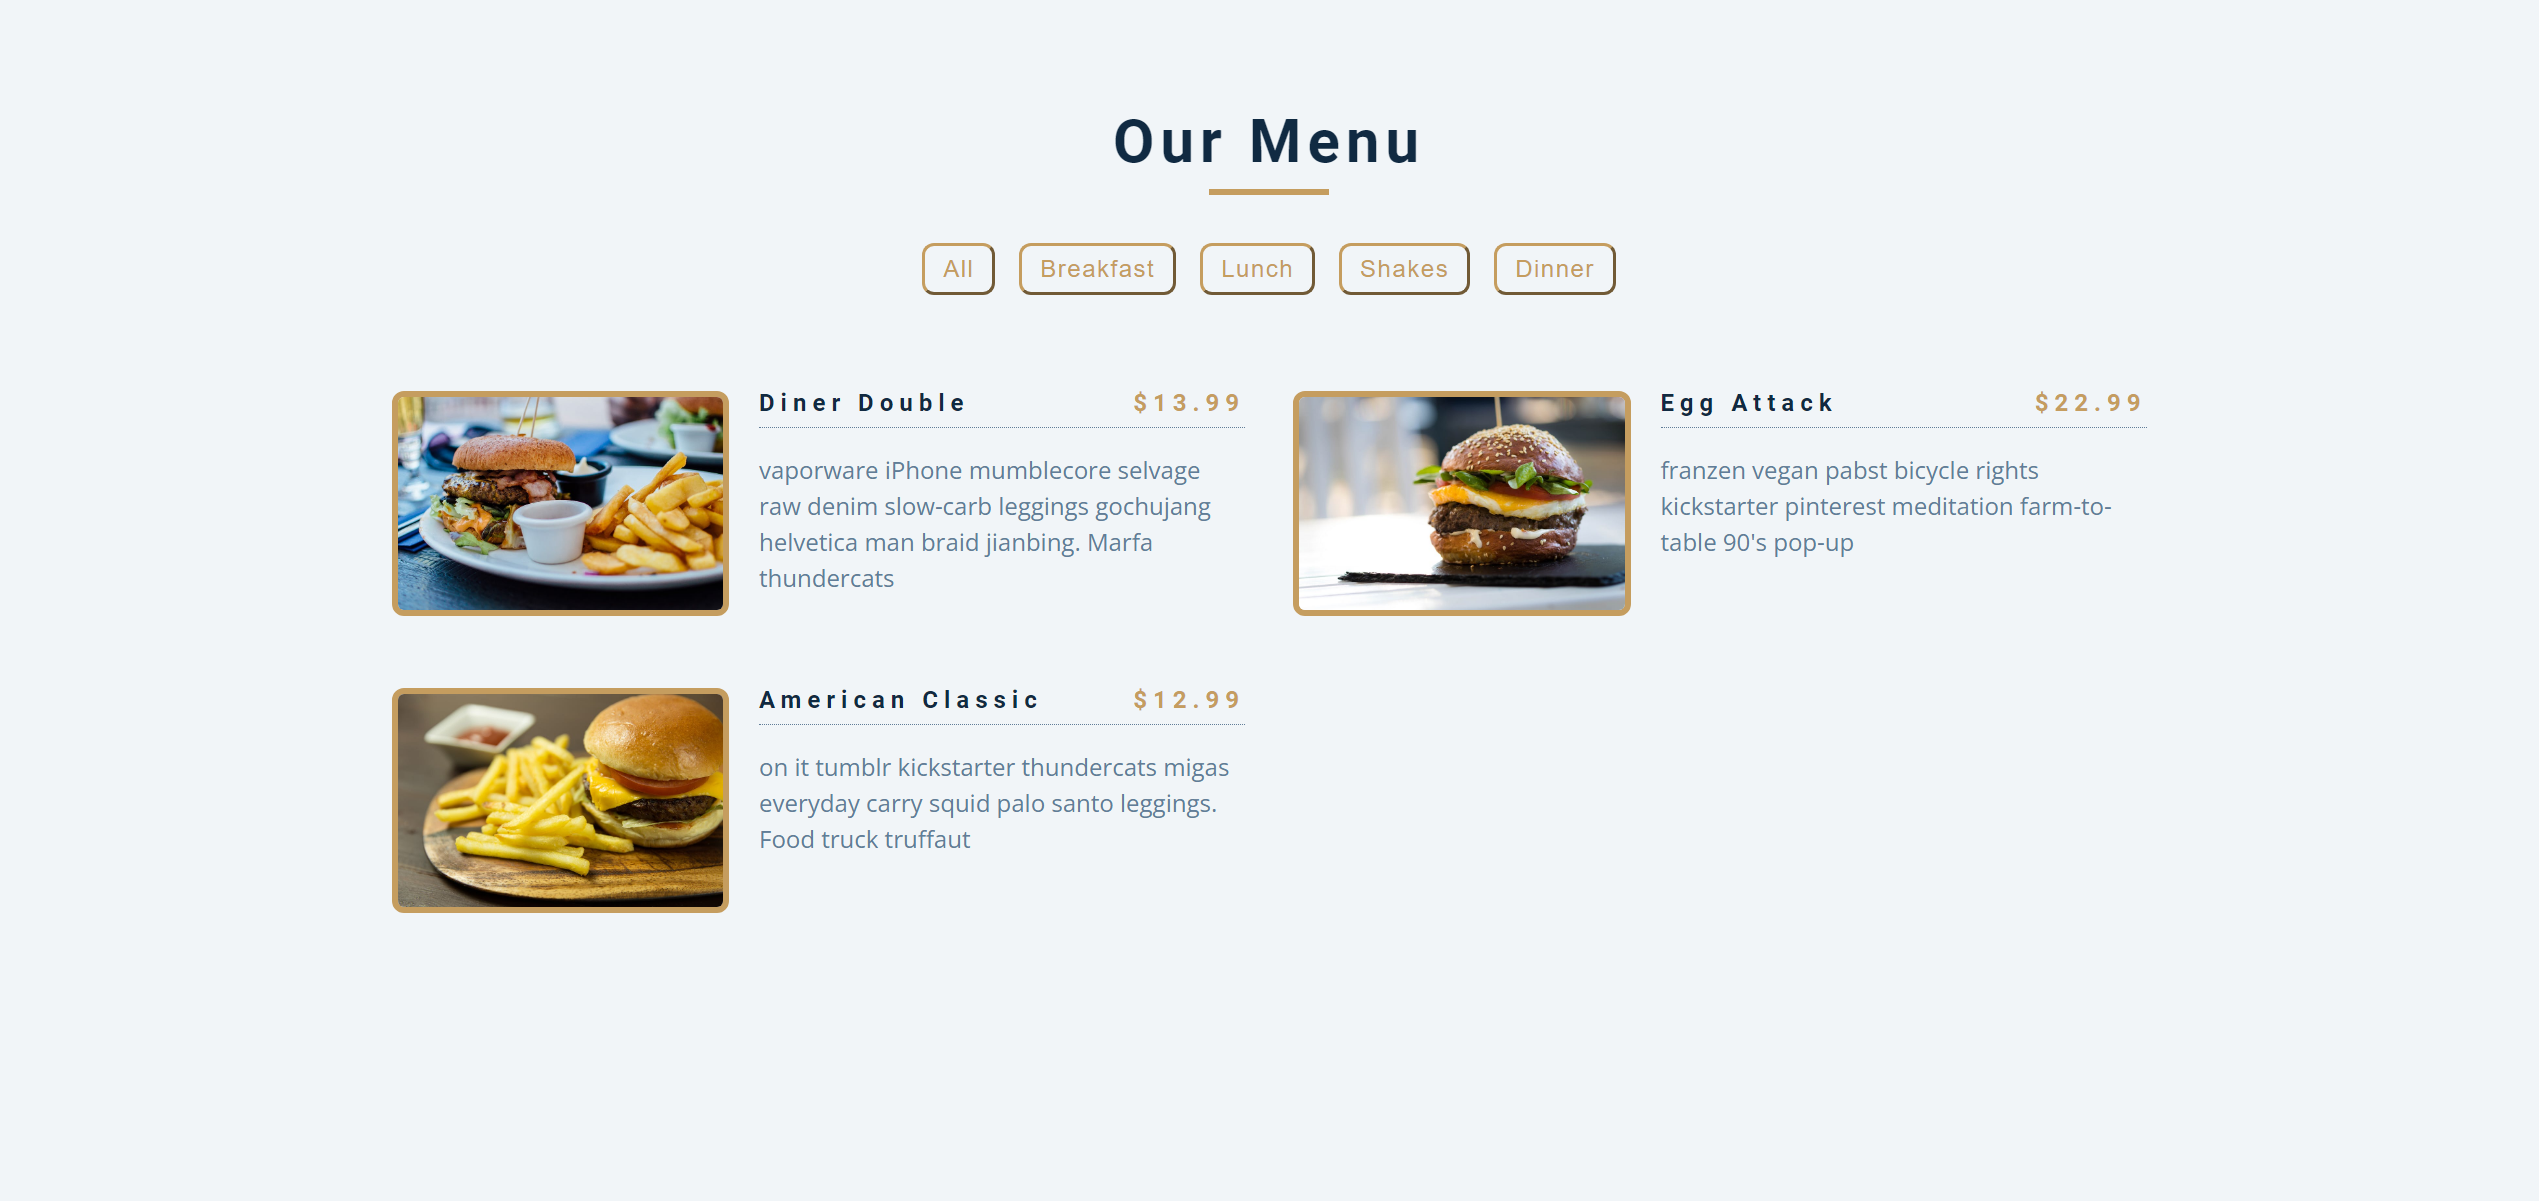 Our Menu
All
Breakfast
Lunch
Shakes
Dinner
Diner Double
$13.99
vaporware iPhone mumblecore selvage
raw denim slow-carb leggings gochujang
helvetica man braid jianbing. Marfa
thundercats
Egg Attack
$22.99
franzen vegan pabst bicycle rights
kickstarter pinterest meditation farm-to-
table 90's pop-up
American Classic
$12.99
on it tumblr kickstarter thundercats migas
everyday carry squid palo santo leggings.
Food truck truffaut